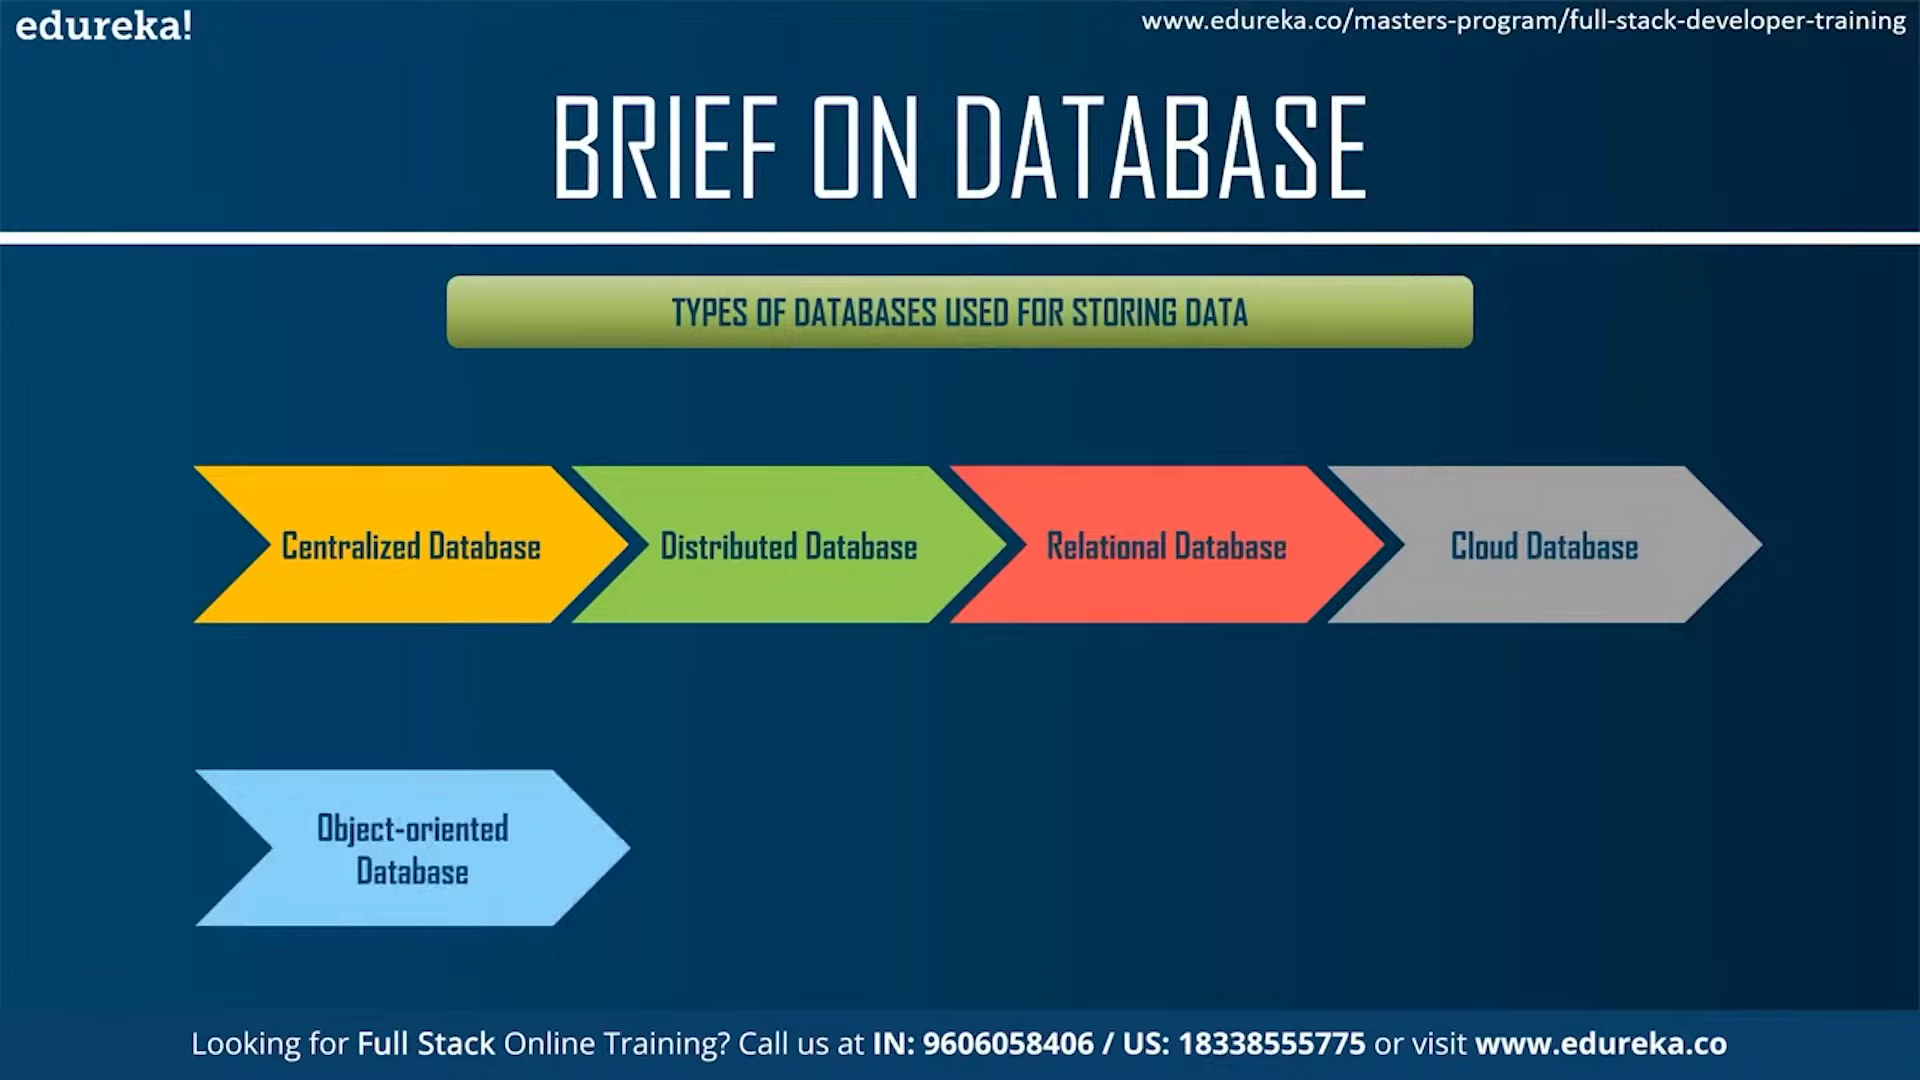 edureka!
www.edureka.co/masters-program/full-stack-developer-training
BRIEF ON DATABASE
TYPES OF DATABASES USED FOR STORING DATA
Centralized Database
Distributed Database
Relational Database
Cloud Database
Object-oriented
Database
Looking for Full Stack Online Training? Call us at IN: 9606058406 / US: 18338555775 or visit www.edureka.co